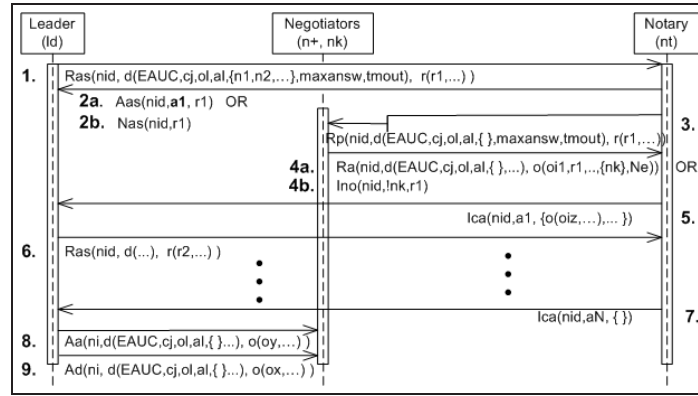 Leader
(ld)
Negotiators
(n+, nk)
Notary
(nt)
1. Ras(nid, d(EAUC,cj,ol,al,{n1,n2,…},maxansw,tmout), r(r1,...) )
2a. Aas(nid,a1, r1) OR
2b. Nas(nid,r1)
3.
Rp(nid,d(EAUC,cj,ol,al,{ },maxansw,tmout), r(r1,…))
4a. Ra(nid,d(EAUC,cj,ol,al,{ },...), o(oi1,r1,..,{nk},Ne)) OR
4b. Ino(nid,!nk,r1)
Ica(nid,a1, {o(oiz,…),... }) 5.
6. Ras(nid, d(...), r(r2,...) )
Ica(nid,aN, { }) 7.
8. Aa(ni,d(EAUC,cj,ol,al,{ }...), o(oy,…) )
9. Ad(ni, d(EAUC,cj,ol,al,{ }...), o(ox,…) )